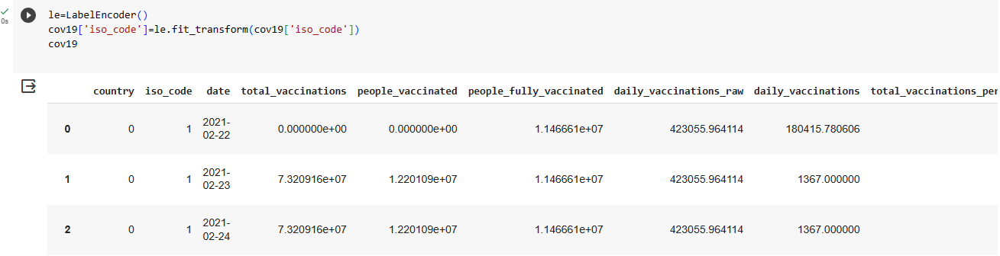 le=LabelEncoder()
cov19['iso_code']=le.fit_transform(cov19['iso_code'])
cov19
0s
country iso_code date total_vaccinations people_vaccinated people_fully_vaccinated daily_vaccinations_raw daily_vaccinations total_vaccinations_per
0 0 1 2021-02-22 0.000000e+00 0.000000e+00 1.146661e+07 423055.964114 180415.780606
1 0 1 2021-02-23 7.320916e+07 1.220109e+07 1.146661e+07 423055.964114 1367.000000
2 0 1 2021-02-24 7.320916e+07 1.220109e+07 1.146661e+07 423055.964114 1367.000000